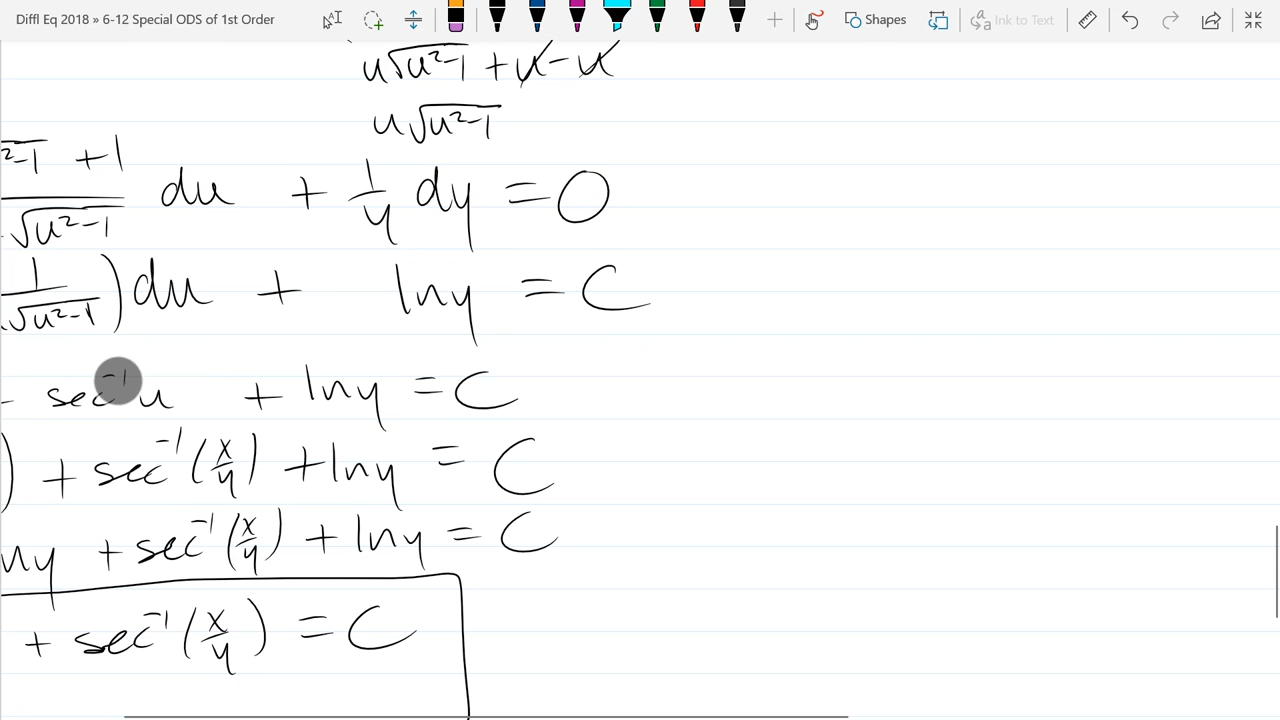 Diffl Eq 2018 » 6-12 Special ODS of 1st Order
Shapes
Ink to Text
u√(u²-1) + u - u
u√(u²-1)
²-1 + 1
√(u²-1) du + 1/y dy = 0
1/√(u²-1) ) du + ln y = C
- sec⁻¹ u + ln y = C
) + sec⁻¹ (x/y) + ln y = C
ny + sec⁻¹ (x/y) + ln y = C
+ sec⁻¹ (x/y) = C